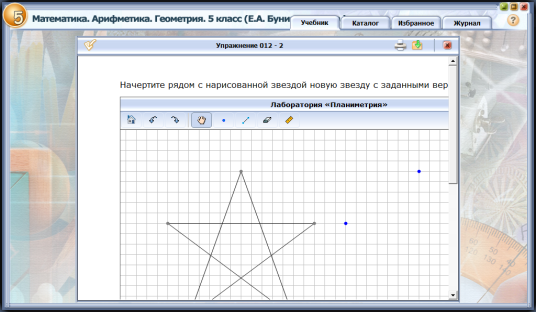 5
Математика. Арифметика. Геометрия. 5 класс (Е.А. Буни
Учебник
Каталог
Избранное
Журнал
?
Упражнение 012 - 2
Начертите рядом с нарисованной звездой новую звезду с заданными вер
Лаборатория «Планиметрия»